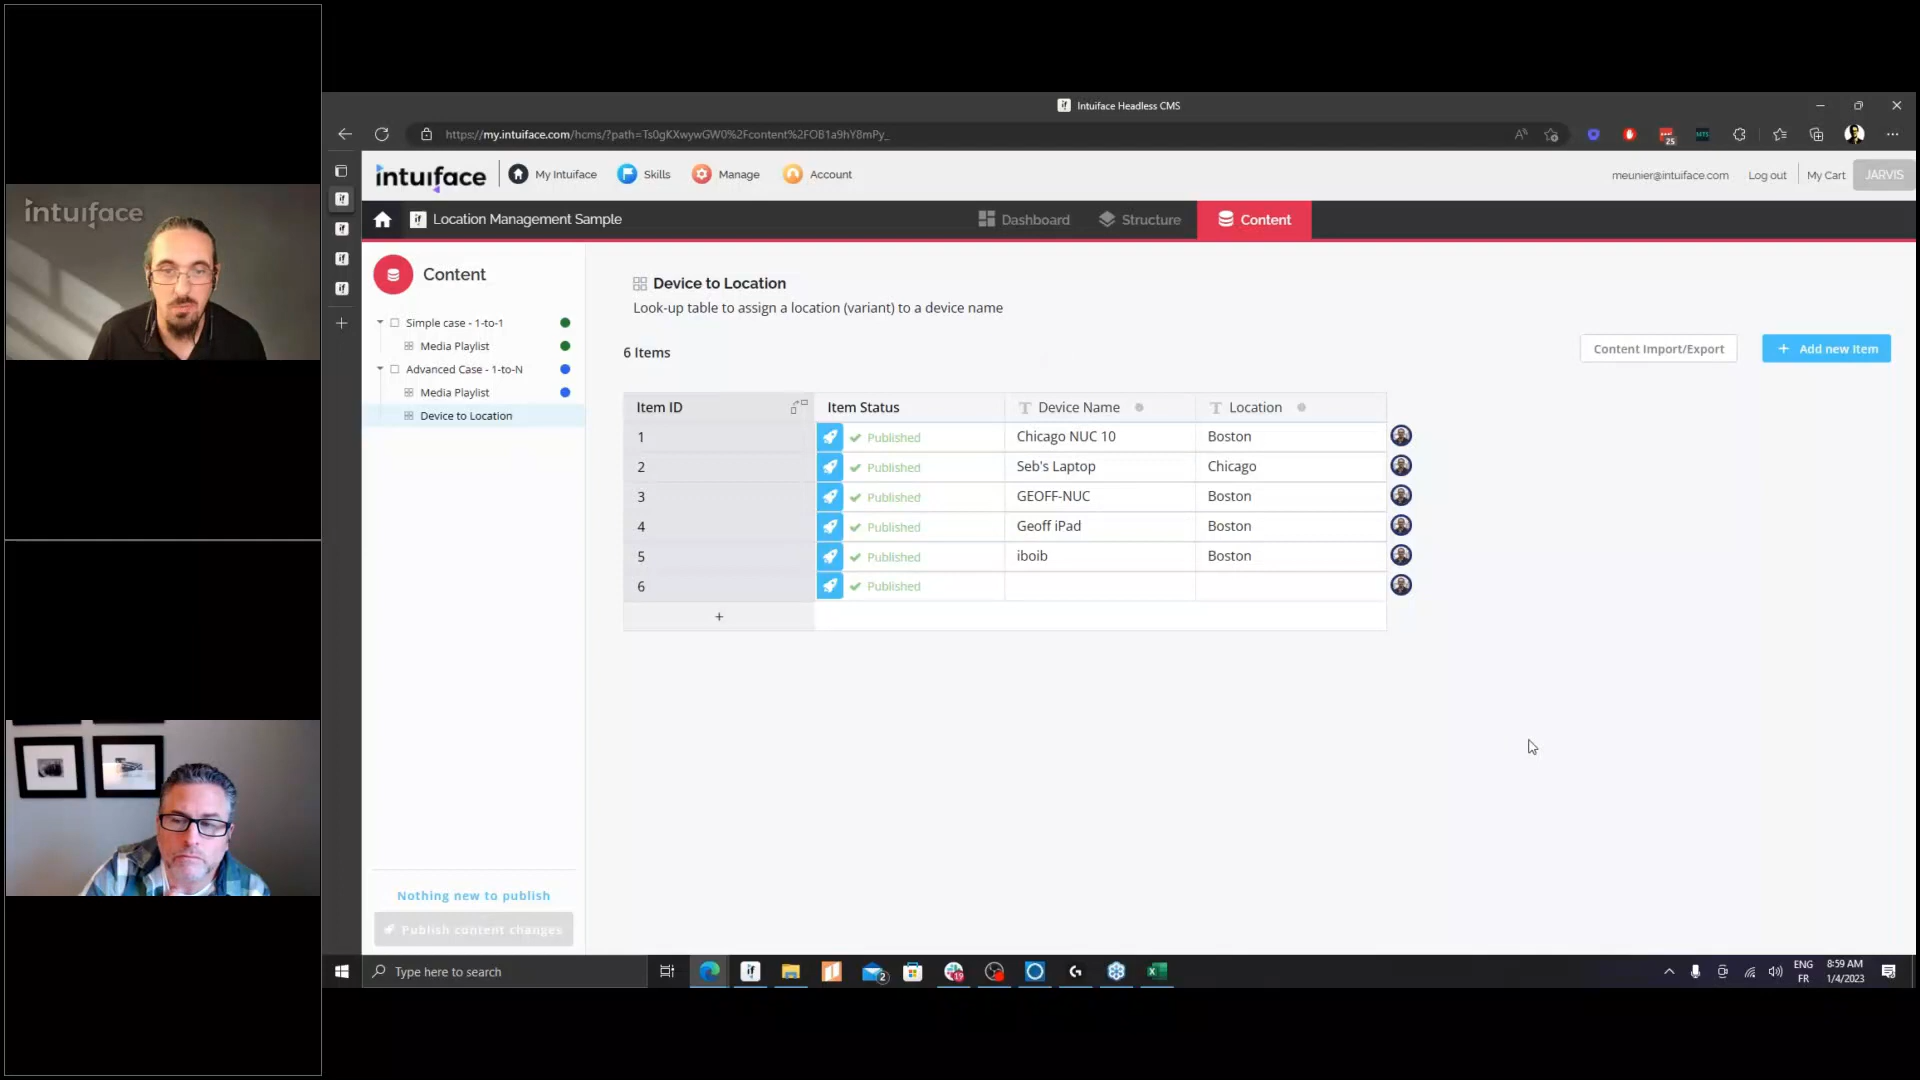 intuiface
Intuiface Headless CMS
https://my.intuiface.com/hcms/?path=Ts0gKXwywGW0%2Fcontent%2FOB1a9hY8mPy_
25
intuiface
My Intuiface
Skills
Manage
Account
meunier@intuiface.com
Log out
My Cart
JARVIS
Location Management Sample
Dashboard
Structure
Content
Content
Simple case - 1-to-1
Media Playlist
Advanced Case - 1-to-N
Media Playlist
Device to Location
Device to Location
Look-up table to assign a location (variant) to a device name
6 Items
Content Import/Export
+ Add new Item
Item ID Item Status Device Name Location
1 Published Chicago NUC 10 Boston
2 Published Seb's Laptop Chicago
3 Published GEOFF-NUC Boston
4 Published Geoff iPad Boston
5 Published iboib Boston
6 Published
+
Nothing new to publish
Publish content changes
Type here to search
2
19
ENG
FR
8:59 AM
1/4/2023